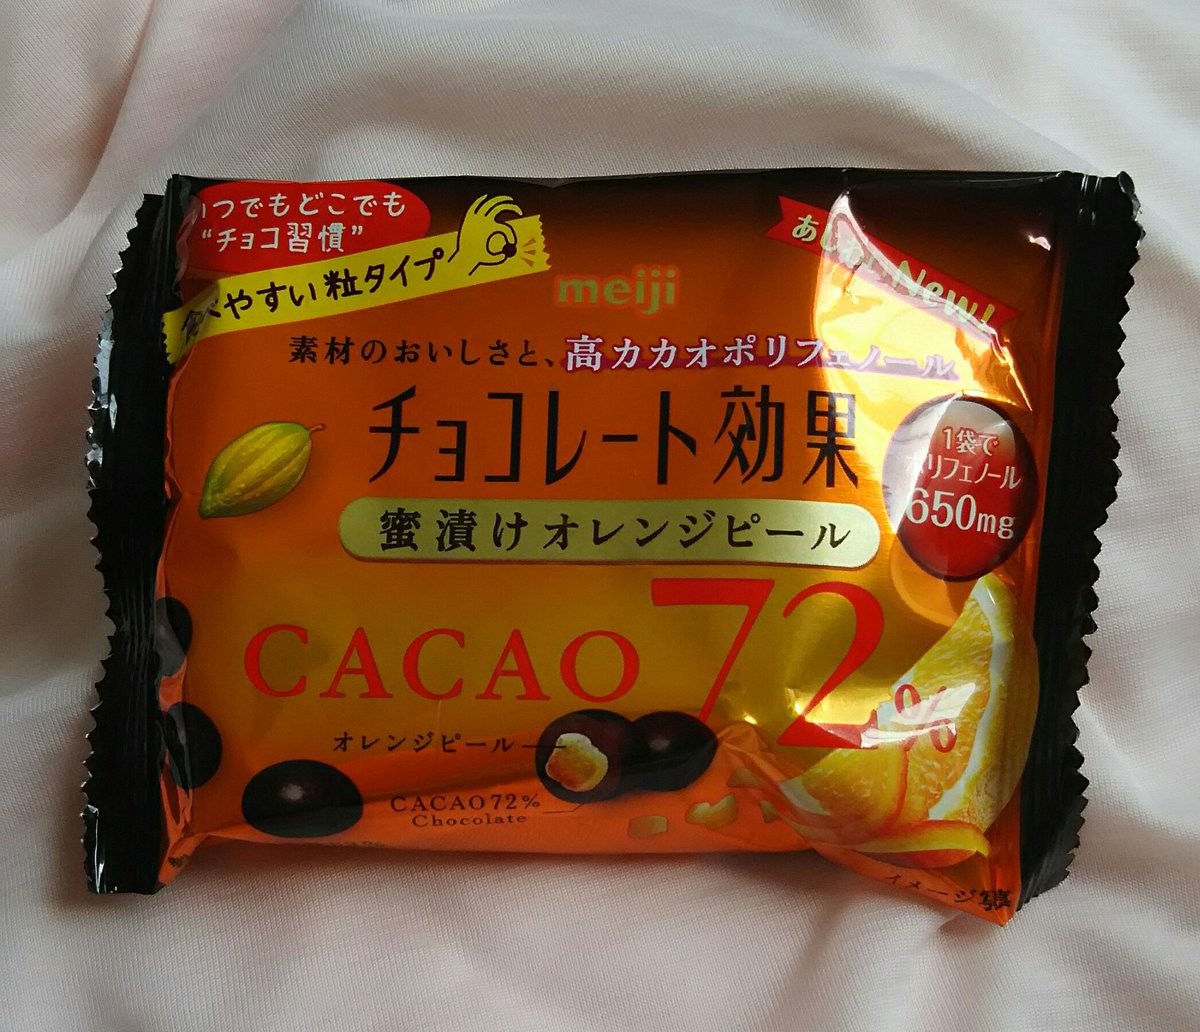 いつでもどこでも
“チョコ習慣”
食べやすい粒タイプ
meiji
New!
素材のおいしさと、高カカオポリフェノール
チョコレート効果
蜜漬けオレンジピール
1袋で
ポリフェノール
650mg
CACAO 72%
オレンジピール
CACAO72%
Chocolate
イメージ写真